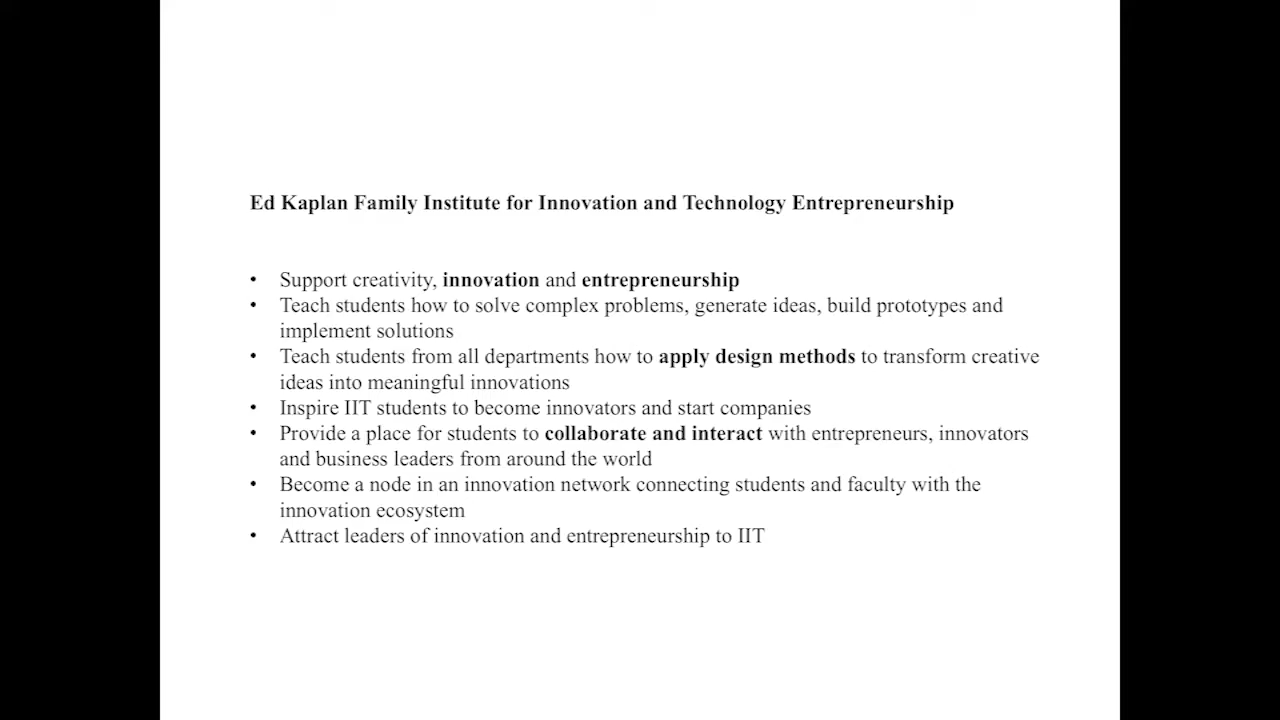 Ed Kaplan Family Institute for Innovation and Technology Entrepreneurship
• Support creativity, innovation and entrepreneurship
• Teach students how to solve complex problems, generate ideas, build prototypes and
implement solutions
• Teach students from all departments how to apply design methods to transform creative
ideas into meaningful innovations
• Inspire IIT students to become innovators and start companies
• Provide a place for students to collaborate and interact with entrepreneurs, innovators
and business leaders from around the world
• Become a node in an innovation network connecting students and faculty with the
innovation ecosystem
• Attract leaders of innovation and entrepreneurship to IIT